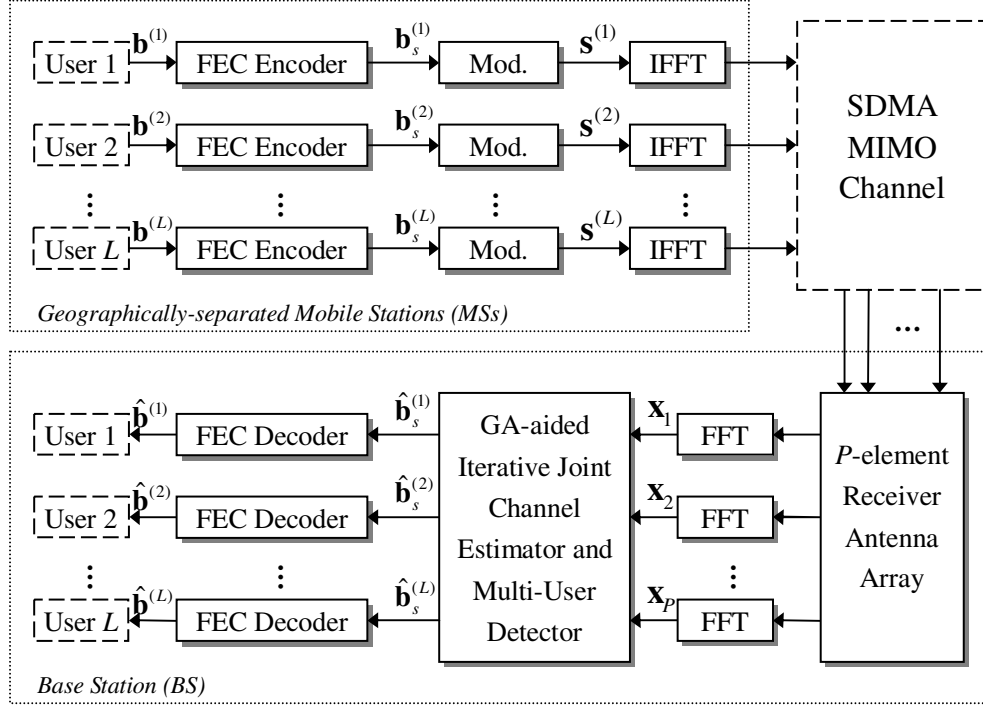 User 1 b^(1) FEC Encoder b_s^(1) Mod. s^(1) IFFT
User 2 b^(2) FEC Encoder b_s^(2) Mod. s^(2) IFFT
User L b^(L) FEC Encoder b_s^(L) Mod. s^(L) IFFT
Geographically-separated Mobile Stations (MSs)
SDMA
MIMO
Channel
...
User 1 b̂^(1) FEC Decoder b̂_s^(1)
User 2 b̂^(2) FEC Decoder b̂_s^(2)
User L b̂^(L) FEC Decoder b̂_s^(L)
GA-aided
Iterative Joint
Channel
Estimator and
Multi-User
Detector
x_1 FFT
x_2 FFT
x_P FFT
P-element
Receiver
Antenna
Array
Base Station (BS)